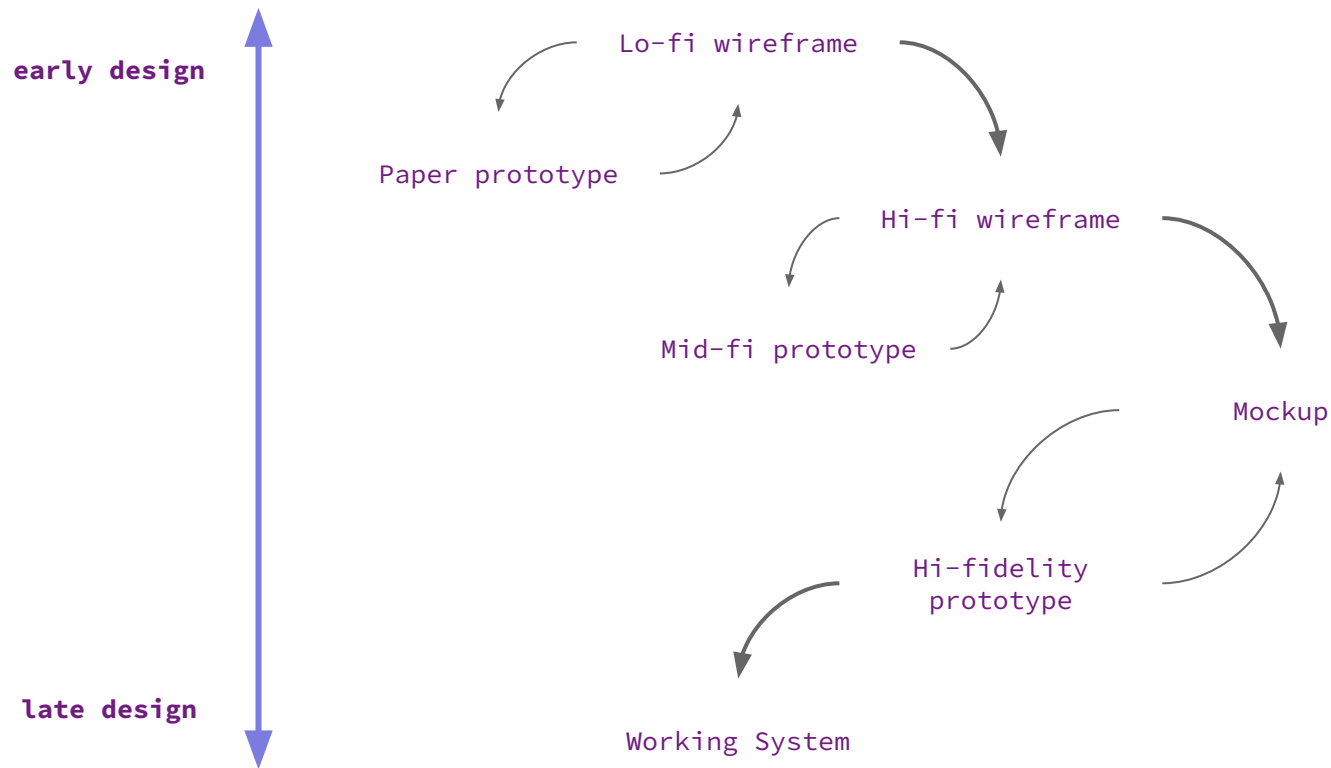 Lo-fi wireframe
early design
Paper prototype
Hi-fi wireframe
Mid-fi prototype
Mockup
Hi-fidelity
prototype
late design
Working System